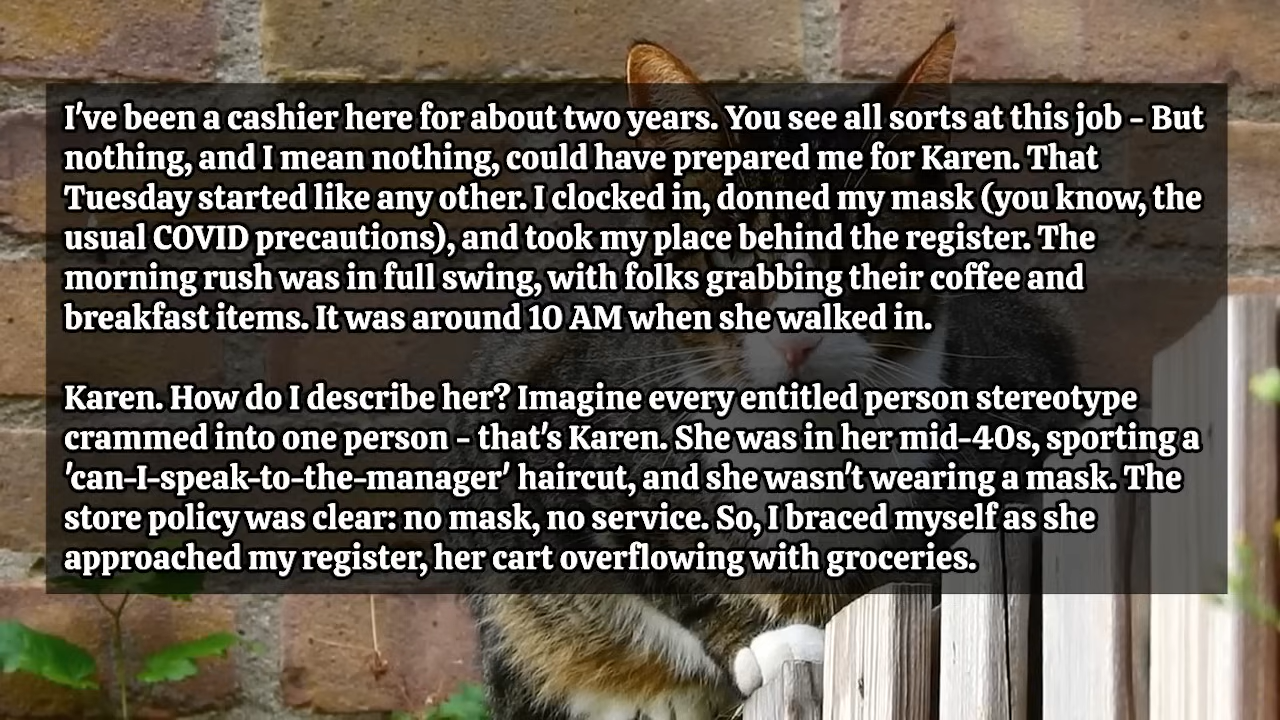 I've been a cashier here for about two years. You see all sorts at this job - But
nothing, and I mean nothing, could have prepared me for Karen. That
Tuesday started like any other. I clocked in, donned my mask (you know, the
usual COVID precautions), and took my place behind the register. The
morning rush was in full swing, with folks grabbing their coffee and
breakfast items. It was around 10 AM when she walked in.
Karen. How do I describe her? Imagine every entitled person stereotype
crammed into one person - that's Karen. She was in her mid-40s, sporting a
'can-I-speak-to-the-manager' haircut, and she wasn't wearing a mask. The
store policy was clear: no mask, no service. So, I braced myself as she
approached my register, her cart overflowing with groceries.